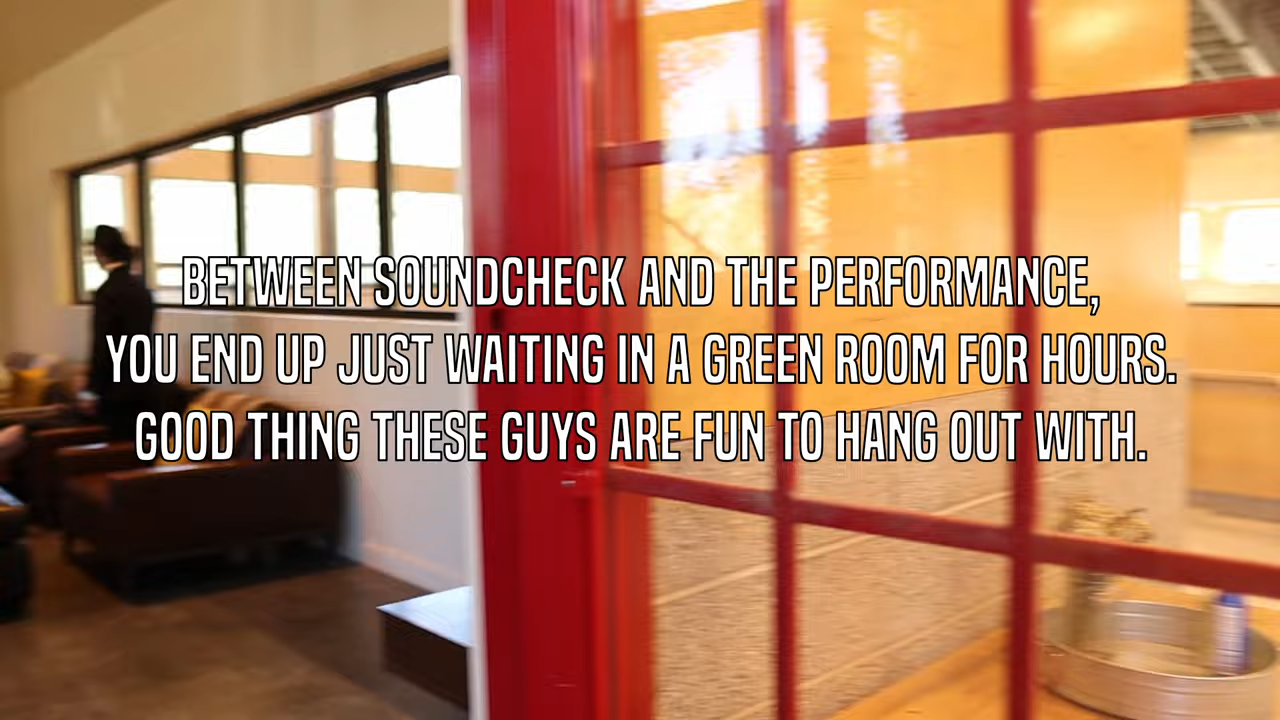 BETWEEN SOUNDCHECK AND THE PERFORMANCE,
YOU END UP JUST WAITING IN A GREEN ROOM FOR HOURS.
GOOD THING THESE GUYS ARE FUN TO HANG OUT WITH.